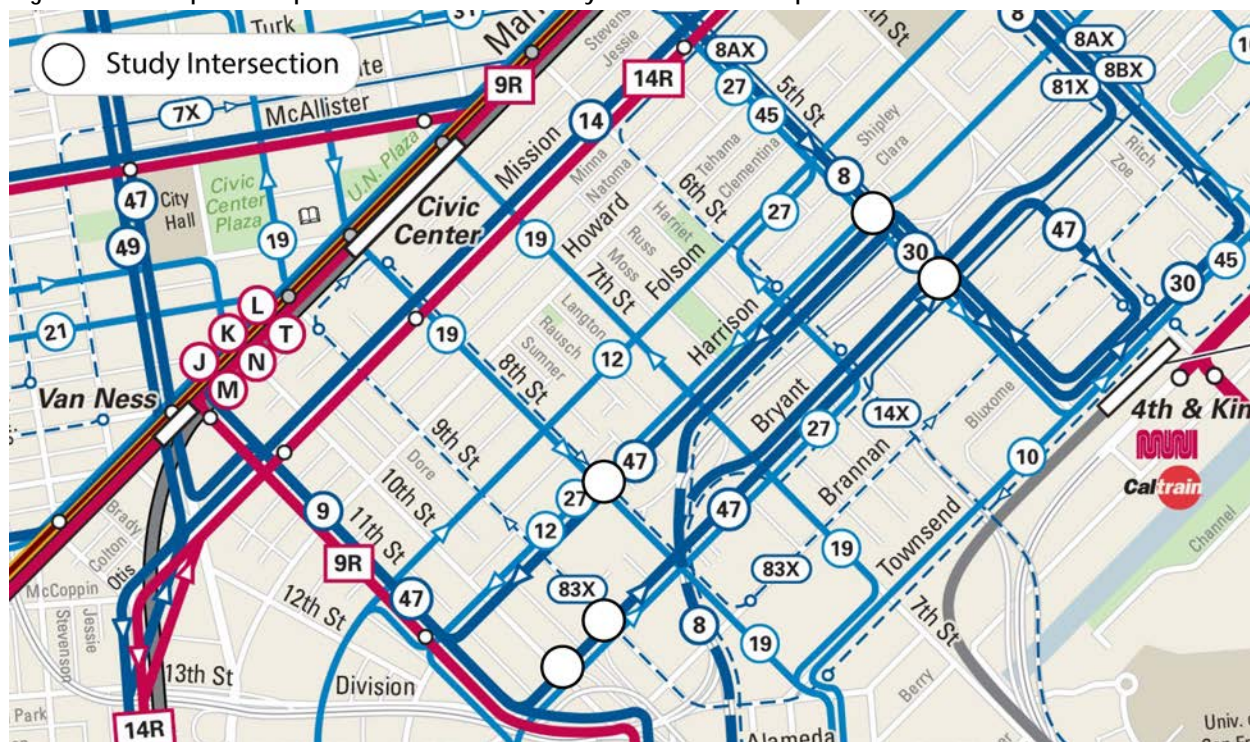 Study Intersection
Turk
31
Stevens
Jessie
8AX
27
45
5th St
8
8AX
8BX
81X
9R
14R
7X
McAllister
U.N. Plaza
14
Mission
Minna
Natoma
Tehama
Clementina
6th St
Shipley
Clara
Ritch
Zoe
47
City
Hall
Civic
Center
Plaza
Civic
Center
8
49
19
19
Howard
Russ
Moss
Harriet
Folsom
27
30
47
45
30
7th St
21
L
K
T
J
N
M
19
Langton
Rausch
Sumner
12
Harrison
Van Ness
8th St
Bryant
14X
Bluxome
4th & Kin
MUNI
Caltrain
9th St
Dore
10th St
27
Brannan
10
47
27
12
47
Channel
Brady
Colton
Otis
9
11th St
9R
19
Townsend
McCoppin
Stevenson
Jessie
12th St
47
83X
83X
8
19
7th St
13th St
Division
Berry
Park
14R
Alameda
Univ.